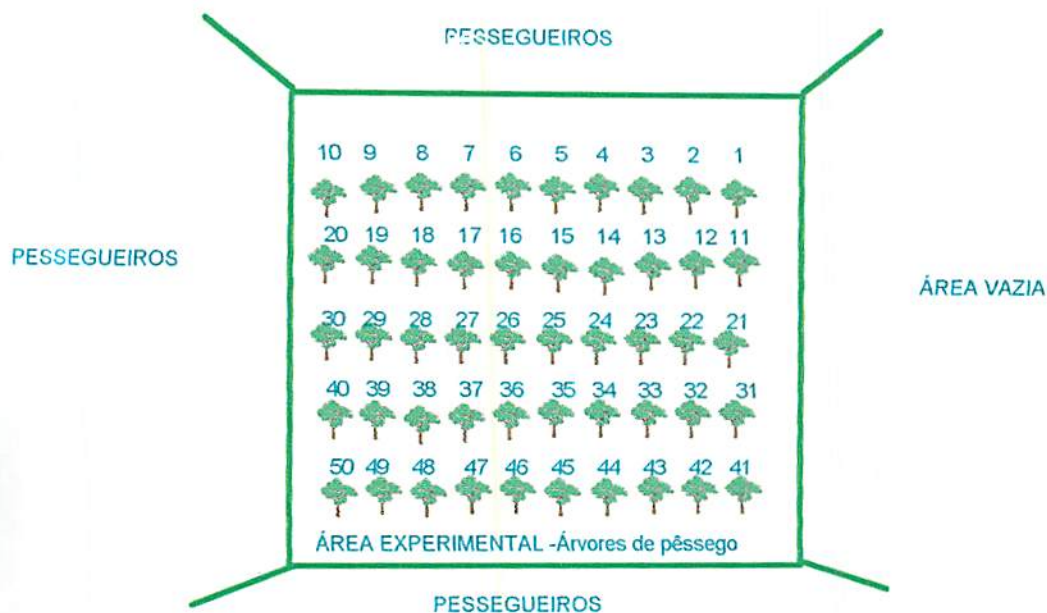 PESSEGUEIROS
10 9 8 7 6 5 4 3 2 1
20 19 18 17 16 15 14 13 12 11
PESSEGUEIROS
ÁREA VAZIA
30 29 28 27 26 25 24 23 22 21
40 39 38 37 36 35 34 33 32 31
50 49 48 47 46 45 44 43 42 41
ÁREA EXPERIMENTAL -Árvores de pêssego
PESSEGUEIROS